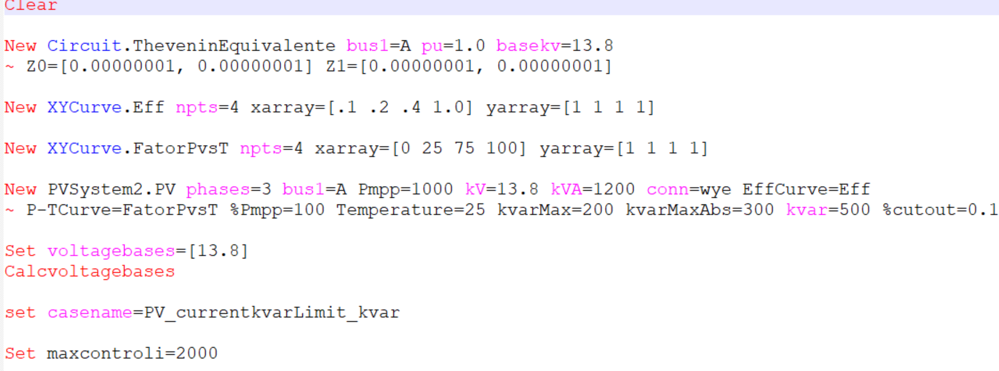 Clear
New Circuit.TheveninEquivalente bus1=A pu=1.0 basekv=13.8
~ Z0=[0.00000001, 0.00000001] Z1=[0.00000001, 0.00000001]
New XYCurve.Eff npts=4 xarray=[.1 .2 .4 1.0] yarray=[1 1 1 1]
New XYCurve.FatorPvsT npts=4 xarray=[0 25 75 100] yarray=[1 1 1 1]
New PVSystem2.PV phases=3 bus1=A Pmpp=1000 kV=13.8 kVA=1200 conn=wye EffCurve=Eff
~ P-TCurve=FatorPvsT %Pmpp=100 Temperature=25 kvarMax=200 kvarMaxAbs=300 kvar=500 %cutout=0.1
Set voltagebases=[13.8]
Calcvoltagebases
set casename=PV_currentkvarLimit_kvar
Set maxcontroli=2000